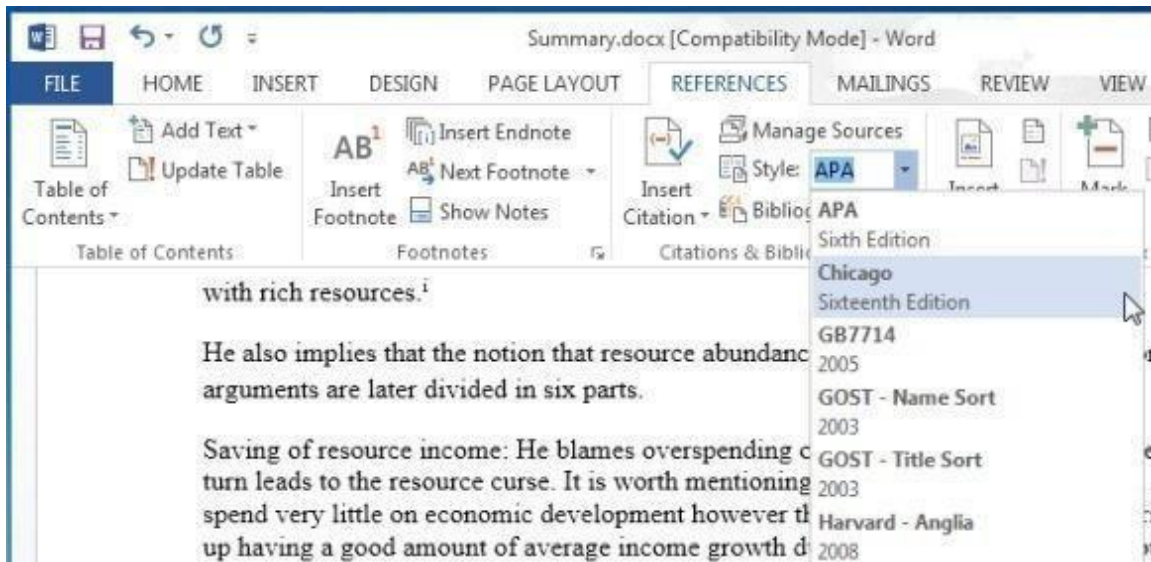 Summary.docx [Compatibility Mode] - Word
FILE HOME INSERT DESIGN PAGE LAYOUT REFERENCES MAILINGS REVIEW VIEW
Table of
Contents
Add Text
Update Table
Table of Contents
AB¹
Insert
Footnote
Insert Endnote
Next Footnote
Show Notes
Footnotes
Insert
Citation
Manage Sources
Style: APA
Citations &
APA
Sixth Edition
Chicago
Sixteenth Edition
GB7714
2005
GOST - Name Sort
2003
GOST - Title Sort
2003
Harvard - Anglia
2008
with rich resources.ⁱ
He also implies that the notion that resource
arguments are later divided in six parts.
Saving of resource income: He blames overspending
turn leads to the resource curse. It is worth mentioning
spend very little on economic development however
up having a good amount of average income growth